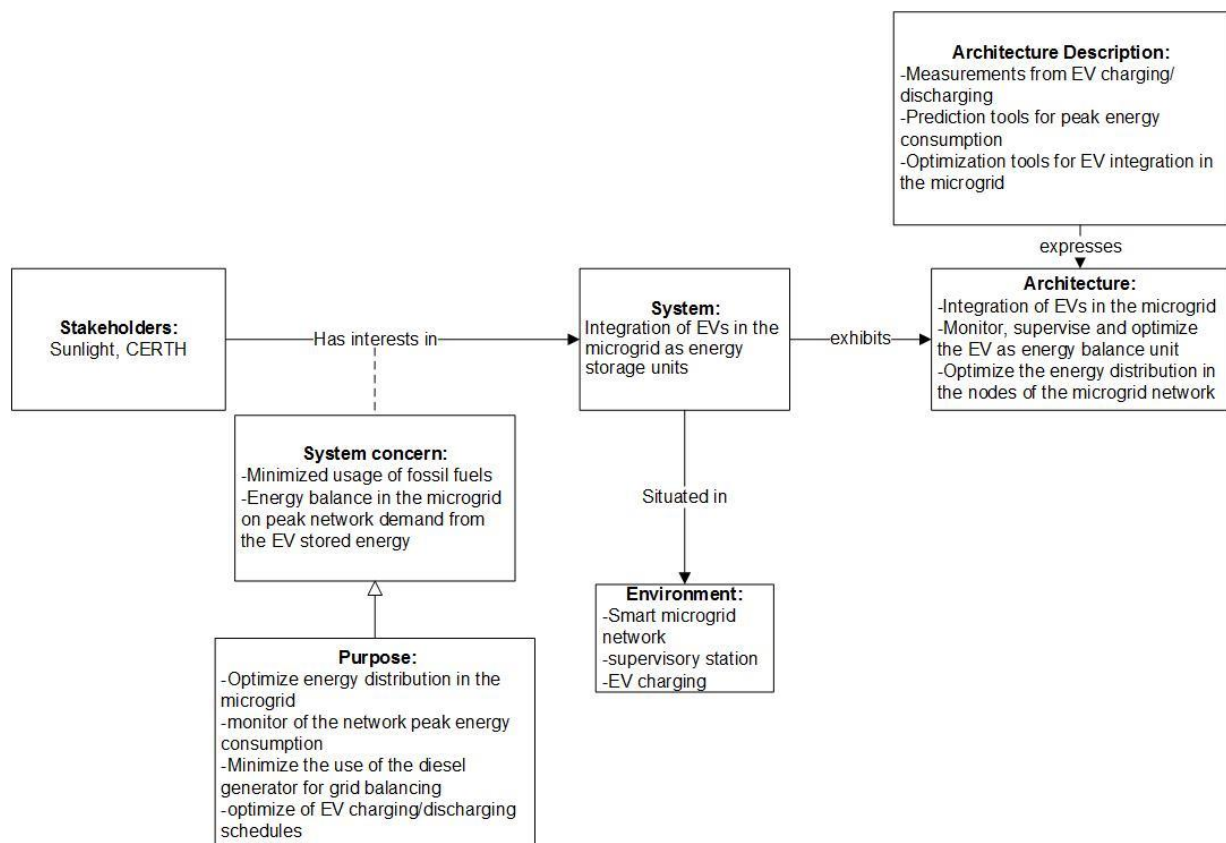 Architecture Description:
-Measurements from EV charging/
discharging
-Prediction tools for peak energy
consumption
-Optimization tools for EV integration in
the microgrid
expresses
Stakeholders:
Sunlight, CERTH
Has interests in
System:
Integration of EVs in the
microgrid as energy
storage units
exhibits
Architecture:
-Integration of EVs in the microgrid
-Monitor, supervise and optimize
the EV as energy balance unit
-Optimize the energy distribution in
the nodes of the microgrid network
System concern:
-Minimized usage of fossil fuels
-Energy balance in the microgrid
on peak network demand from
the EV stored energy
Situated in
Environment:
-Smart microgrid
network
-supervisory station
-EV charging
Purpose:
-Optimize energy distribution in the
microgrid
-monitor of the network peak energy
consumption
-Minimize the use of the diesel
generator for grid balancing
-optimize of EV charging/discharging
schedules